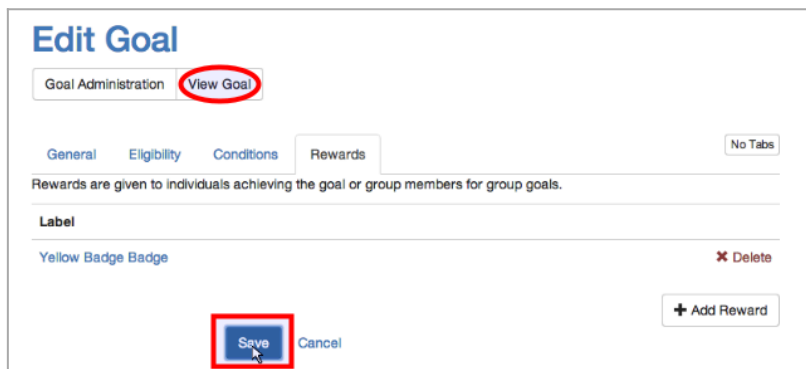 Edit Goal
Goal Administration View Goal
General Eligibility Conditions Rewards No Tabs
Rewards are given to individuals achieving the goal or group members for group goals.
Label
Yellow Badge Badge ✖ Delete
+ Add Reward
Save Cancel